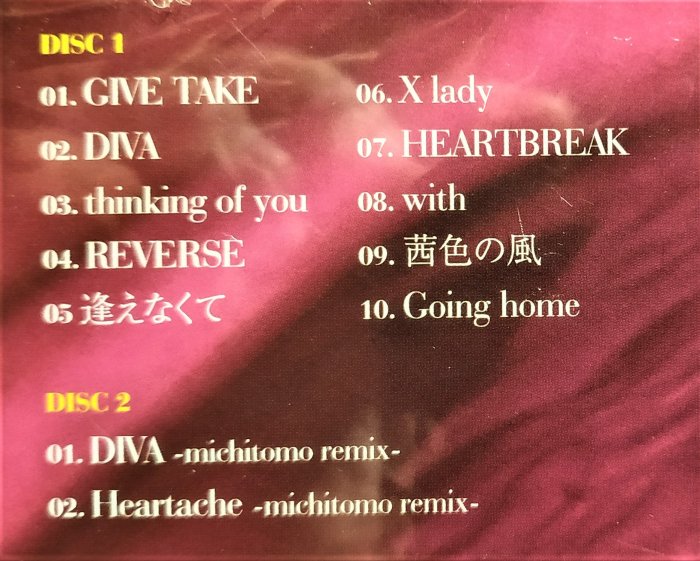 DISC 1
01. GIVE TAKE
02. DIVA
03. thinking of you
04. REVERSE
05 逢えなくて
06. X lady
07. HEARTBREAK
08. with
09. 茜色の風
10. Going home
DISC 2
01. DIVA -michitomo remix-
02. Heartache -michitomo remix-